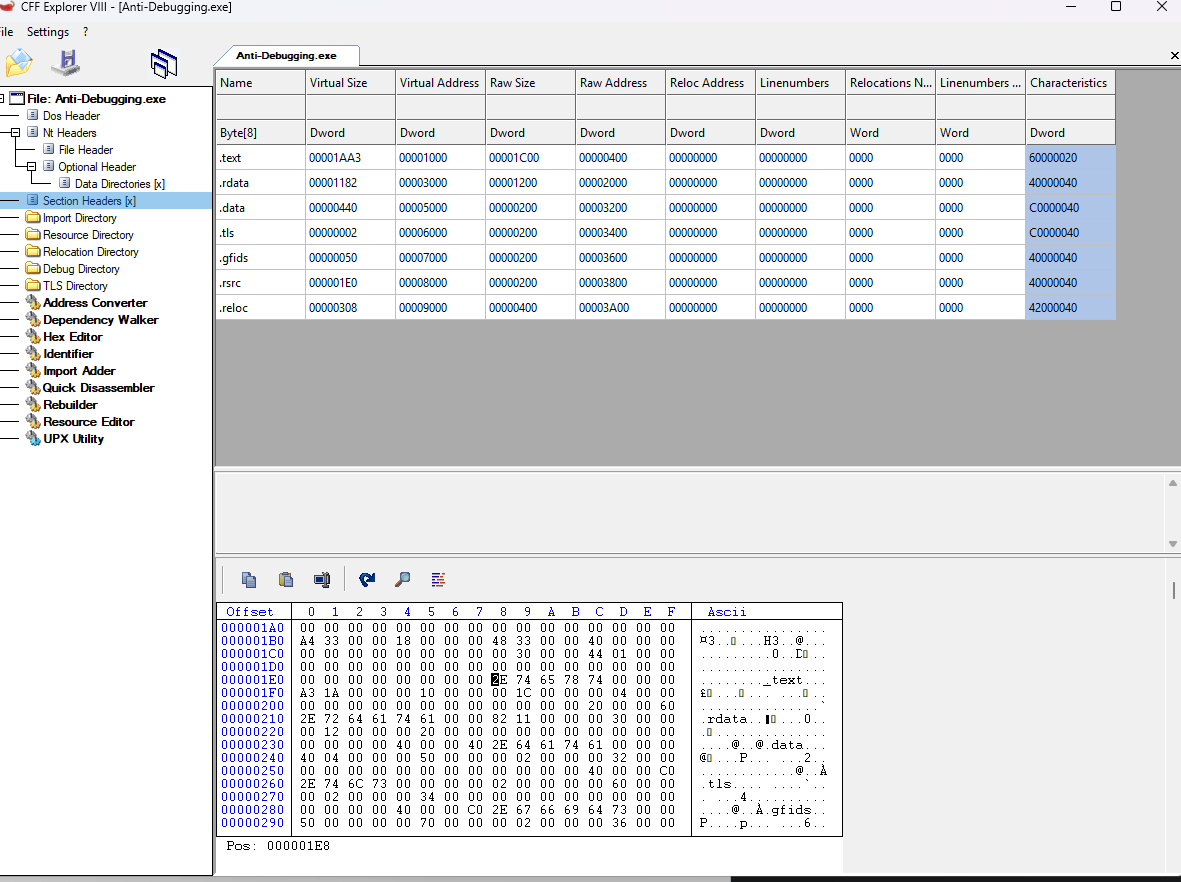 CFF Explorer VIII - [Anti-Debugging.exe]
File Settings ?
Anti-Debugging.exe
File: Anti-Debugging.exe
Dos Header
Nt Headers
File Header
Optional Header
Data Directories [x]
Section Headers [x]
Import Directory
Resource Directory
Relocation Directory
Debug Directory
TLS Directory
Address Converter
Dependency Walker
Hex Editor
Identifier
Import Adder
Quick Disassembler
Rebuilder
Resource Editor
UPX Utility
Name Virtual Size Virtual Address Raw Size Raw Address Reloc Address Linenumbers Relocations N... Linenumbers ... Characteristics
Byte[8] Dword Dword Dword Dword Dword Dword Word Word Dword
.text 00001AA3 00001000 00001C00 00000400 00000000 00000000 0000 0000 60000020
.rdata 00001182 00003000 00001200 00002000 00000000 00000000 0000 0000 40000040
.data 00000440 00005000 00000200 00003200 00000000 00000000 0000 0000 C0000040
.tls 00000002 00006000 00000200 00003400 00000000 00000000 0000 0000 C0000040
.gfids 00000050 00007000 00000200 00003600 00000000 00000000 0000 0000 40000040
.rsrc 000001E0 00008000 00000200 00003800 00000000 00000000 0000 0000 40000040
.reloc 00000308 00009000 00000400 00003A00 00000000 00000000 0000 0000 42000040
Offset 0 1 2 3 4 5 6 7 8 9 A B C D E F Ascii
000001A0 00 00 00 00 00 00 00 00 00 00 00 00 00 00 00 00 ................
000001B0 A4 33 00 00 18 00 00 00 48 33 00 00 40 00 00 00 ¤3..▯...H3..@...
000001C0 00 00 00 00 00 00 00 00 00 30 00 00 44 01 00 00 .........0..D▯..
000001D0 00 00 00 00 00 00 00 00 00 00 00 00 00 00 00 00 ................
000001E0 00 00 00 00 00 00 00 00 2E 74 65 78 74 00 00 00 ........_text...
000001F0 A3 1A 00 00 00 10 00 00 00 1C 00 00 00 04 00 00 £▯...▯...▯...▯..
00000200 00 00 00 00 00 00 00 00 00 00 00 00 20 00 00 60 ............ ..`
00000210 2E 72 64 61 74 61 00 00 82 11 00 00 00 30 00 00 .rdata..▮▯...0..
00000220 00 12 00 00 00 20 00 00 00 00 00 00 00 00 00 00 .▯... ..........
00000230 00 00 00 00 40 00 00 40 2E 64 61 74 61 00 00 00 ....@..@.data...
00000240 40 04 00 00 00 50 00 00 00 02 00 00 00 32 00 00 @▯...P... ...2..
00000250 00 00 00 00 00 00 00 00 00 00 00 00 40 00 00 C0 ............@..À
00000260 2E 74 6C 73 00 00 00 00 02 00 00 00 00 60 00 00 .tls.... ....`..
00000270 00 02 00 00 00 34 00 00 00 00 00 00 00 00 00 00 . ...4..........
00000280 00 00 00 00 40 00 00 C0 2E 67 66 69 64 73 00 00 ....@..À.gfids..
00000290 50 00 00 00 00 70 00 00 00 02 00 00 00 36 00 00 P....p... ...6..
Pos: 000001E8